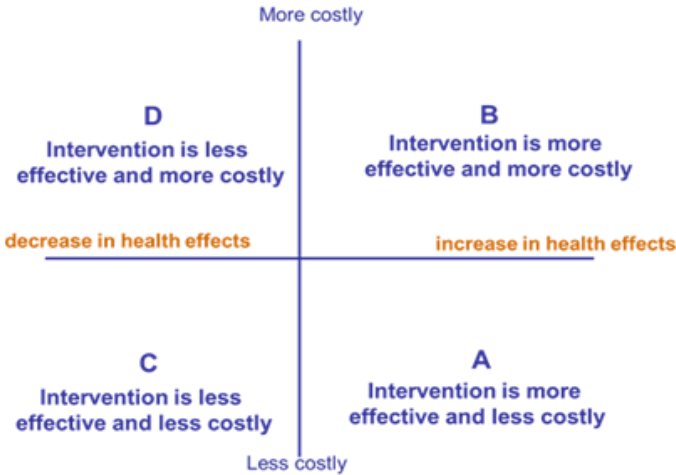 More costly
D
Intervention is less
effective and more costly
B
Intervention is more
effective and more costly
decrease in health effects
increase in health effects
C
Intervention is less
effective and less costly
A
Intervention is more
effective and less costly
Less costly